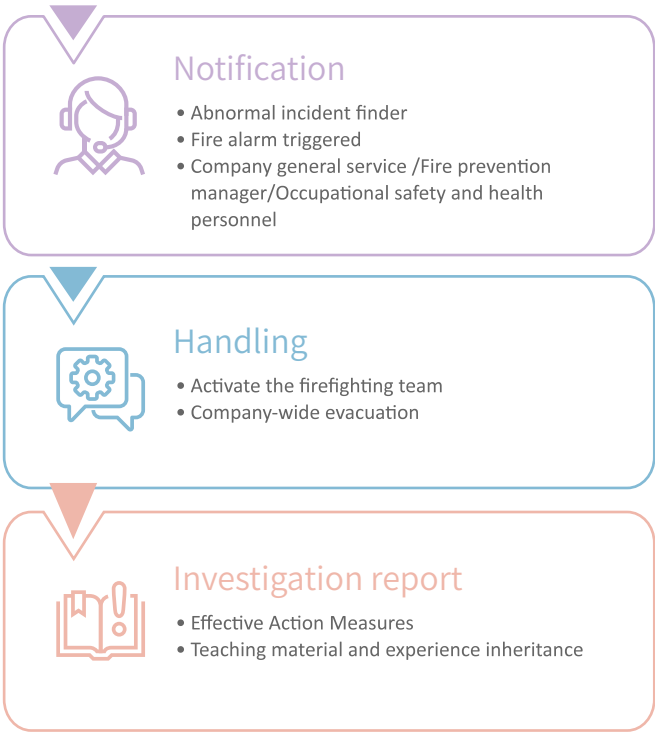 Notification
• Abnormal incident finder
• Fire alarm triggered
• Company general service /Fire prevention
manager/Occupational safety and health
personnel
Handling
• Activate the firefighting team
• Company-wide evacuation
Investigation report
• Effective Action Measures
• Teaching material and experience inheritance